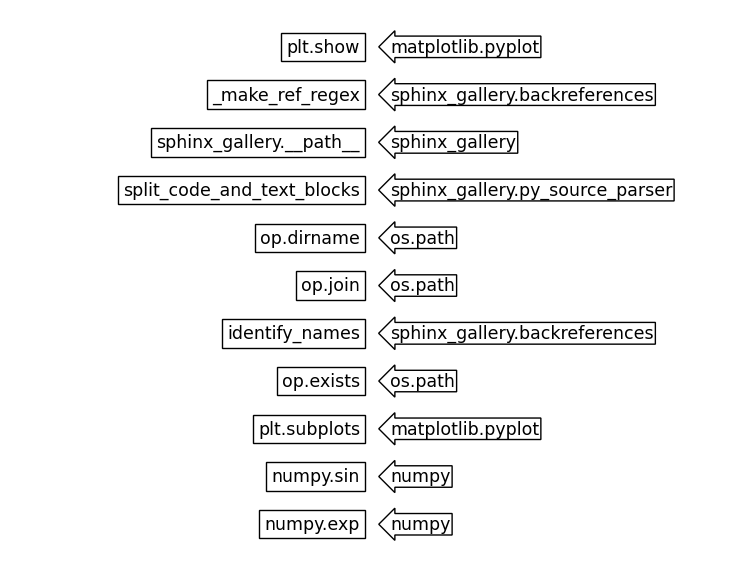 plt.show matplotlib.pyplot
_make_ref_regex sphinx_gallery.backreferences
sphinx_gallery.__path__ sphinx_gallery
split_code_and_text_blocks sphinx_gallery.py_source_parser
op.dirname os.path
op.join os.path
identify_names sphinx_gallery.backreferences
op.exists os.path
plt.subplots matplotlib.pyplot
numpy.sin numpy
numpy.exp numpy